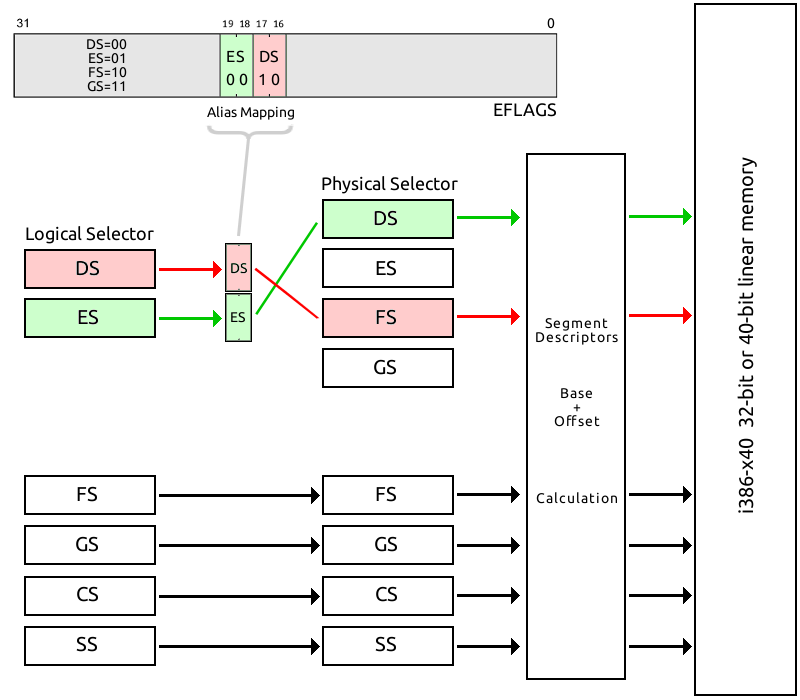 31
19 18 17 16
0
DS=00
ES=01
FS=10
GS=11
ES DS
0 0 1 0
Alias Mapping
EFLAGS
Physical Selector
Logical Selector
DS
ES
DS
ES
DS
ES
FS
GS
FS
GS
CS
SS
FS
GS
CS
SS
Segment
Descriptors
Base
+
Offset
Calculation
i386-x40 32-bit or 40-bit linear memory